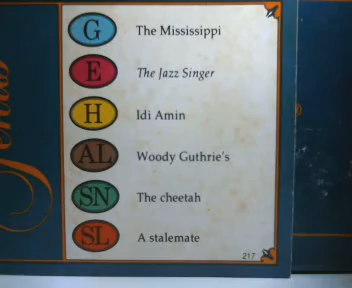 G The Mississippi
E The Jazz Singer
H Idi Amin
AL Woody Guthrie's
SN The cheetah
SL A stalemate
217